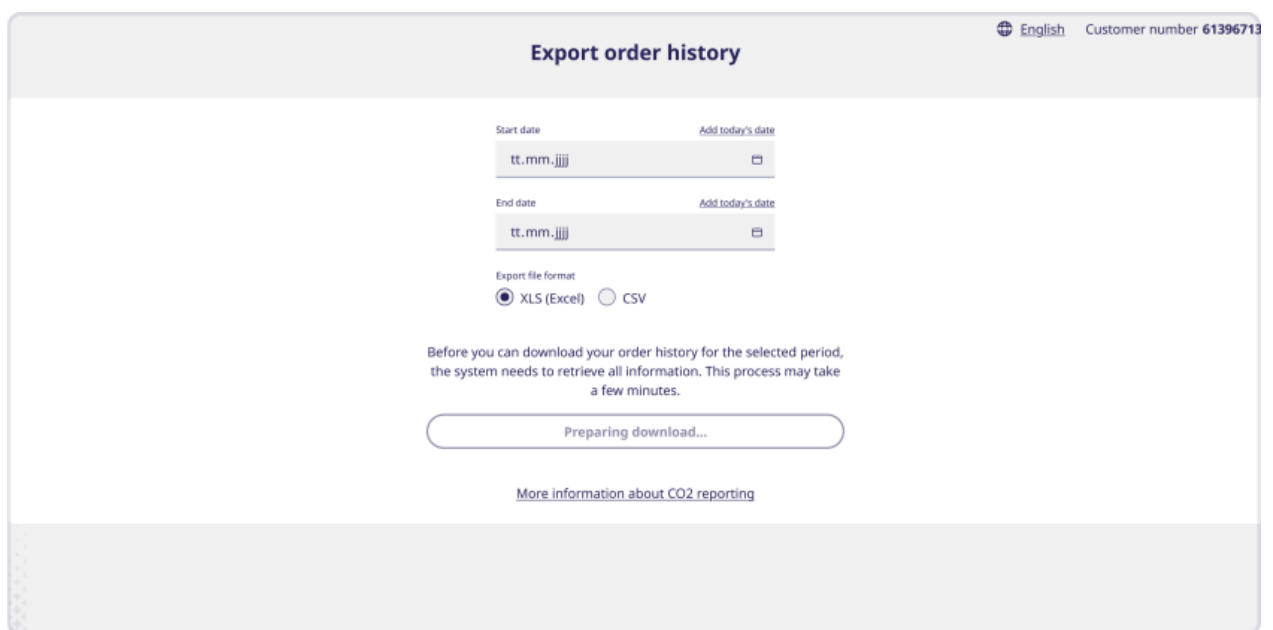 English Customer number 61396713
Export order history
Start date Add today's date
tt.mm.jjjj
End date Add today's date
tt.mm.jjjj
Export file format
XLS (Excel) CSV
Before you can download your order history for the selected period,
the system needs to retrieve all information. This process may take
a few minutes.
Preparing download...
More information about CO2 reporting